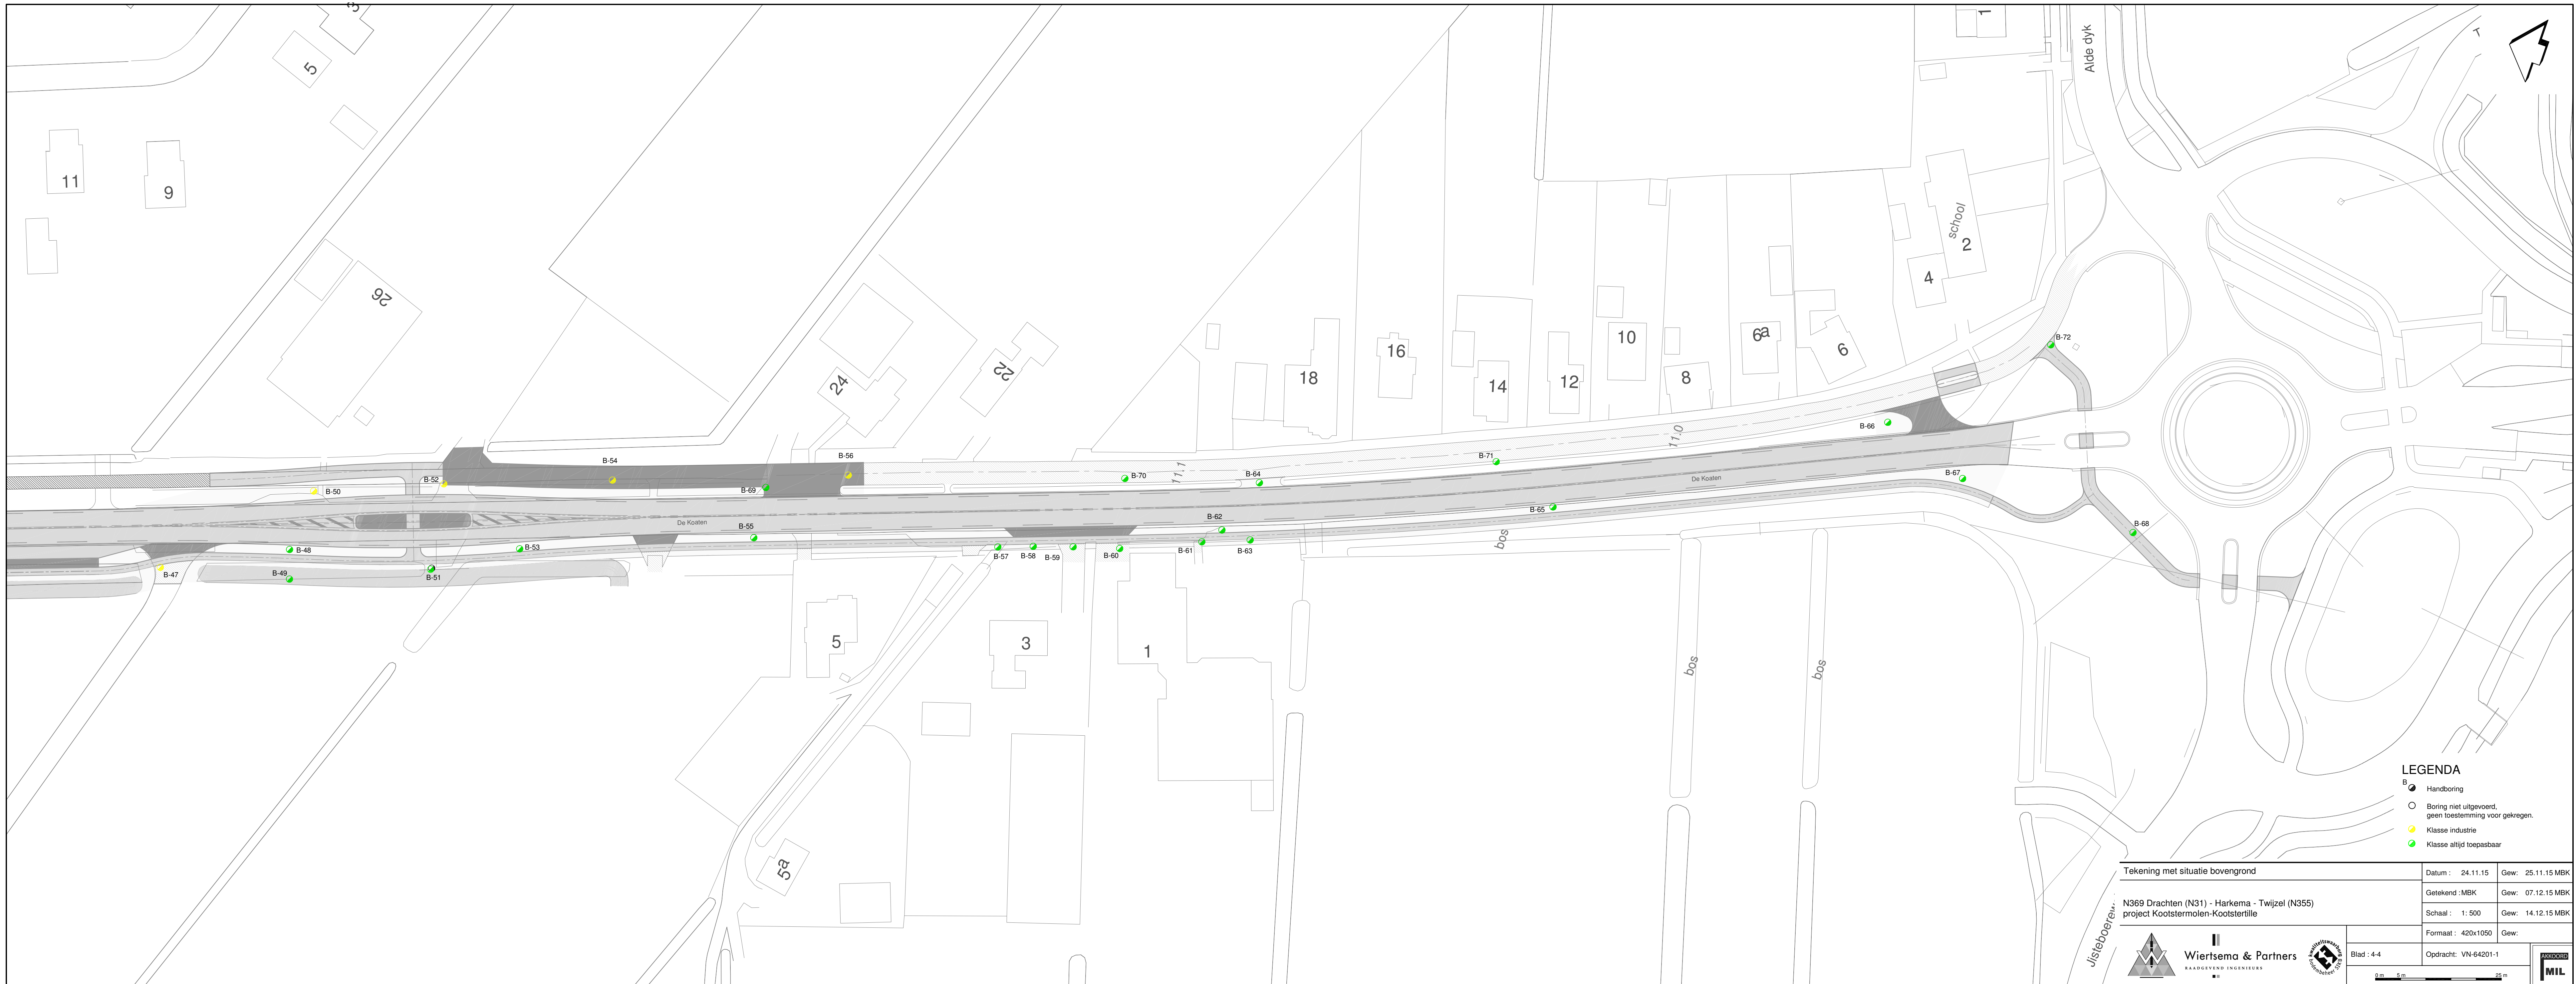 5
11
9
26
24
22
18
16
14
12
10
8
6a
6
4
school
2
1
Alde dyk
T
B-72
B-66
11.0
B-71
B-64
11.1
B-70
B-56
B-54
B-69
B-52
B-50
De Koaten
De Koaten
B-67
B-65
B-62
B-55
B-48
B-53
B-47
B-49
B-51
B-57
B-58
B-59
B-60
B-61
B-63
B-68
bos
bos
bos
5
3
1
5a
LEGENDA
B
Handboring
Boring niet uitgevoerd,
geen toestemming voor gekregen.
Klasse industrie
Klasse altijd toepasbaar
Tekening met situatie bovengrond
N369 Drachten (N31) - Harkema - Twijzel (N355)
project Kootstermolen-Kootstertille
Datum : 24.11.15
Gew: 25.11.15 MBK
Getekend : MBK
Gew: 07.12.15 MBK
Schaal : 1: 500
Gew: 14.12.15 MBK
Formaat : 420x1050
Gew:
Blad : 4-4
Opdracht: VN-64201-1
Wiertsema & Partners
RAADGEVEND INGENIEURS
0 m 5 m 25 m
AKKOORD
MIL